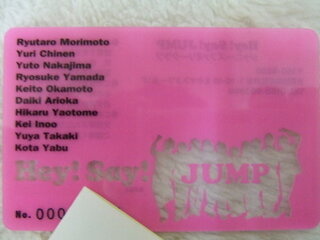 Ryutaro Morimoto
Yuri Chinen
Yuto Nakajima
Ryosuke Yamada
Keito Okamoto
Daiki Arioka
Hikaru Yaotome
Kei Inoo
Yuya Takaki
Kota Yabu
Hey! Say!
JUMP
No. 000